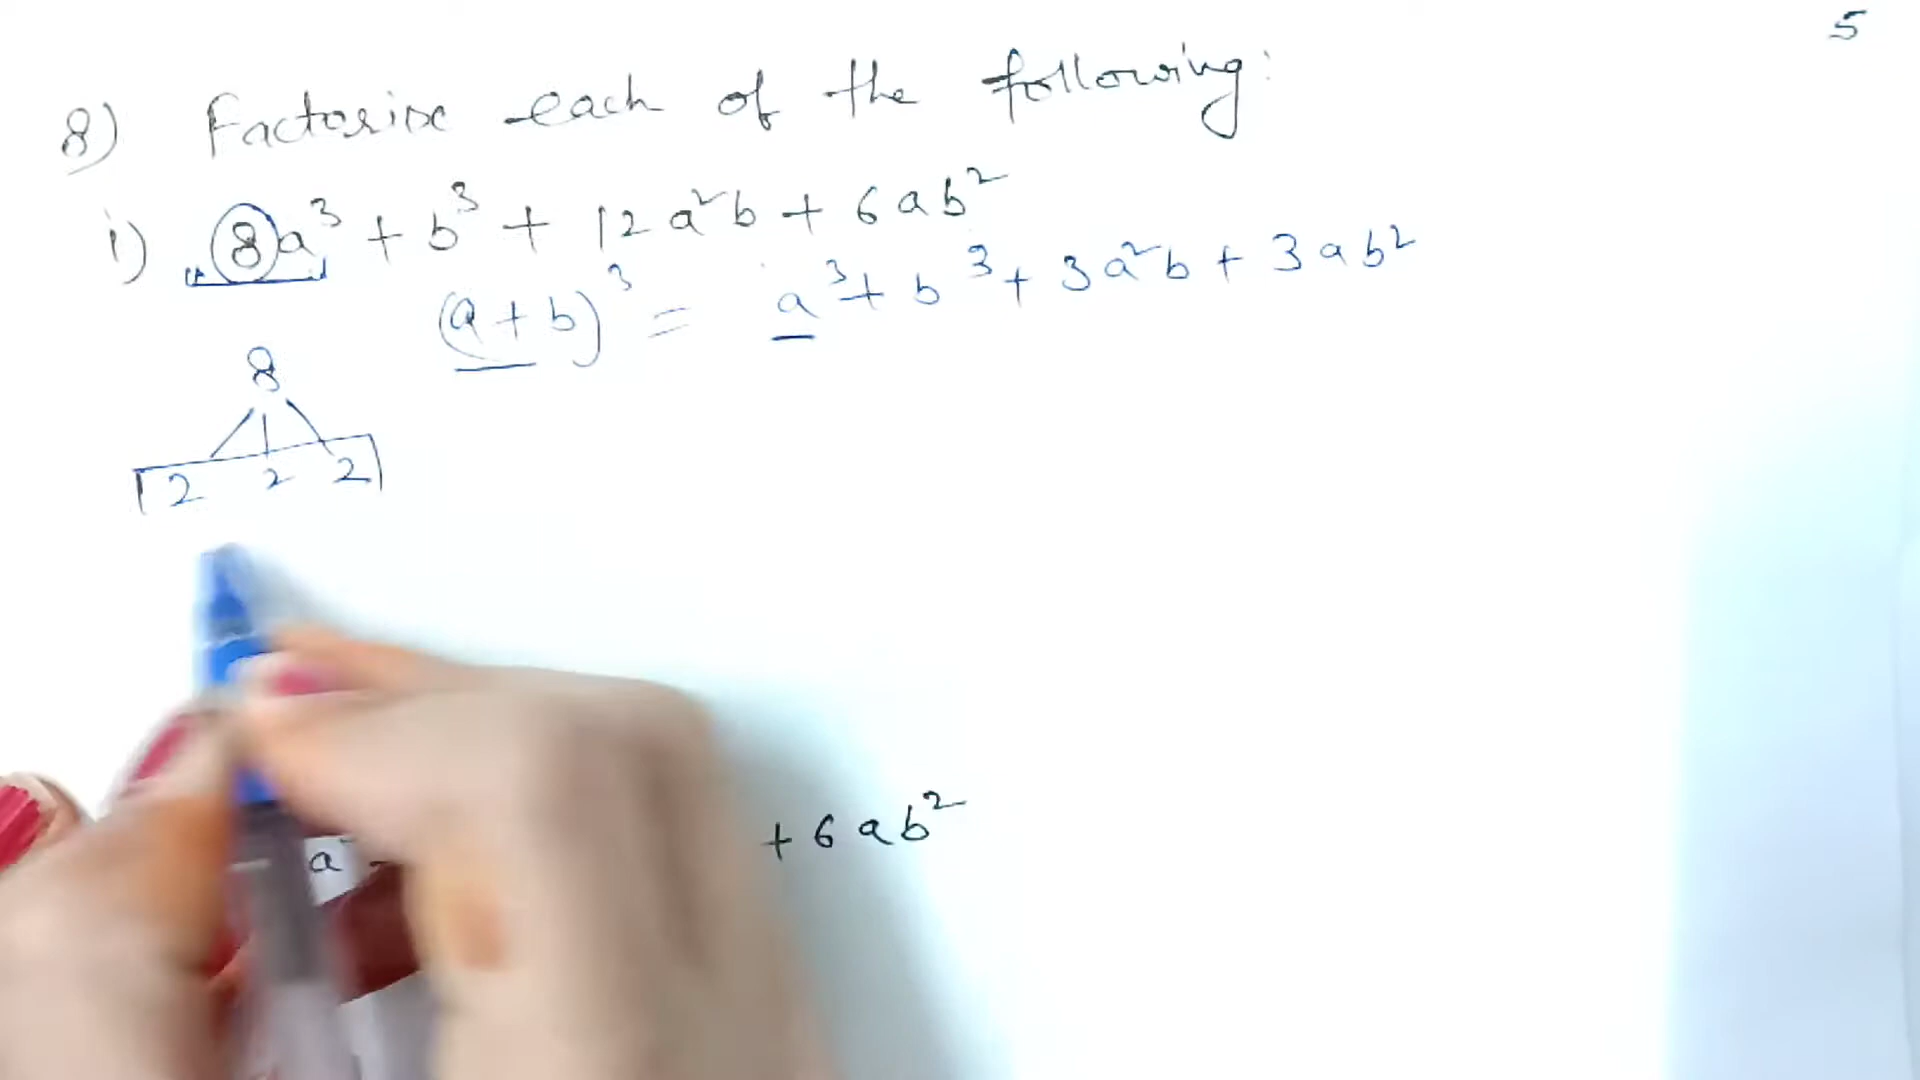 5
8) Factorise each of the following:
i) 8a³ + b³ + 12a²b + 6ab²
(a + b)³ = a³ + b³ + 3a²b + 3ab²
8
2 2 2
a + 6ab²